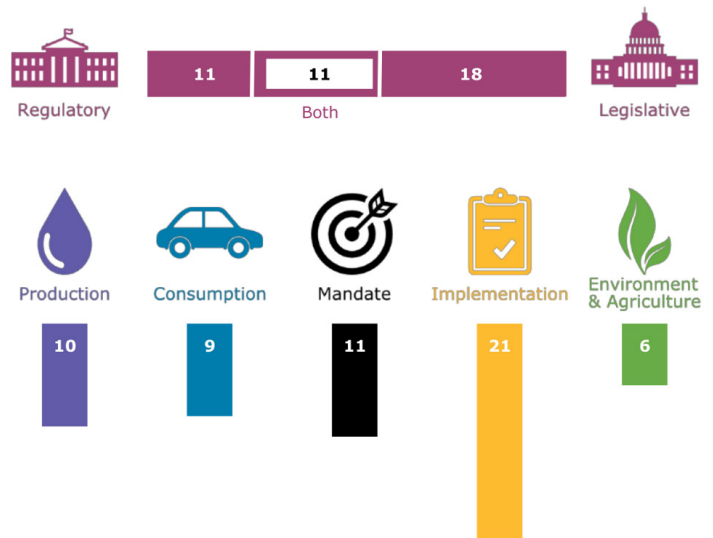 11
11
18
Regulatory
Both
Legislative
Production
Consumption
Mandate
Implementation
Environment
& Agriculture
10
9
11
21
6